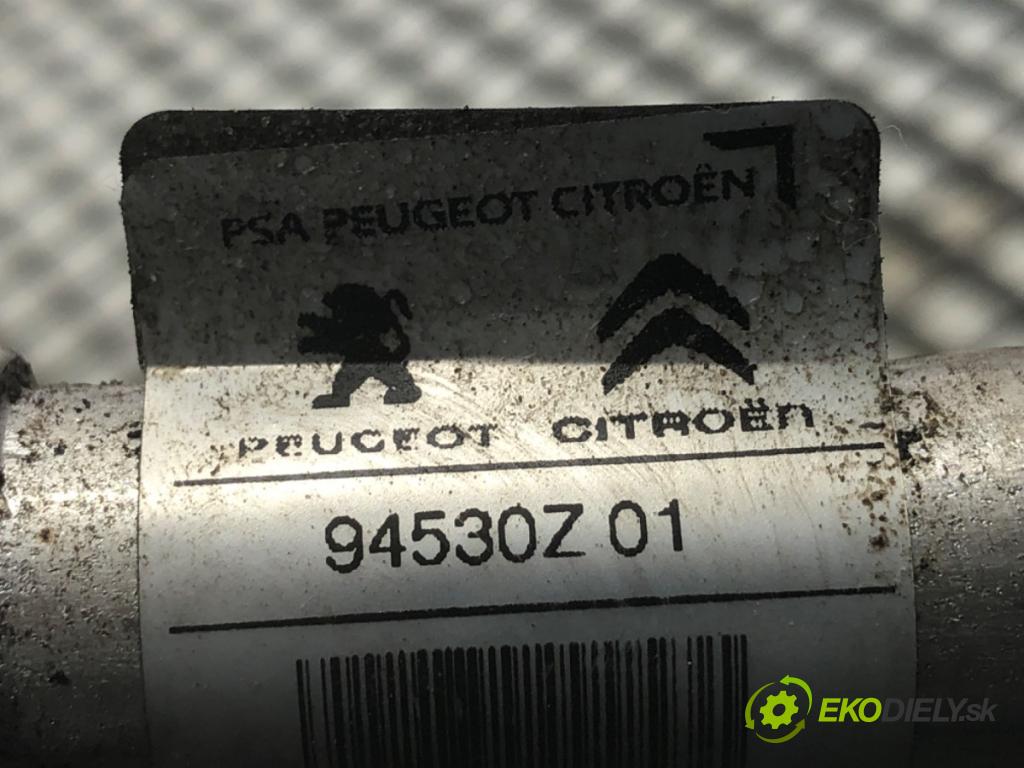 PSA PEUGEOT CITROËN
PEUGEOT CITROËN
94530Z 01
EKODIELY.sk